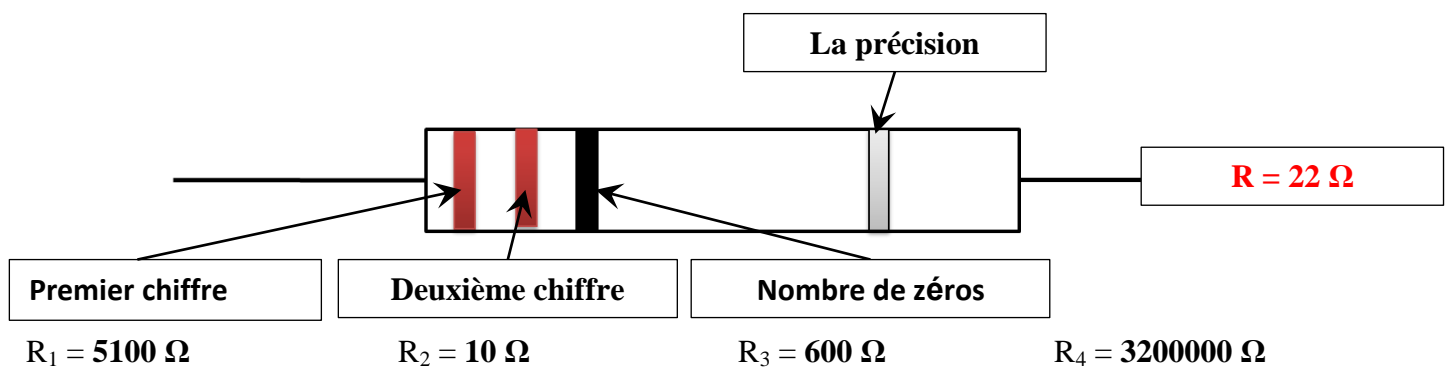 La précision
R = 22 Ω
Premier chiffre
Deuxième chiffre
Nombre de zéros
R₁ = 5100 Ω
R₂ = 10 Ω
R₃ = 600 Ω
R₄ = 3200000 Ω